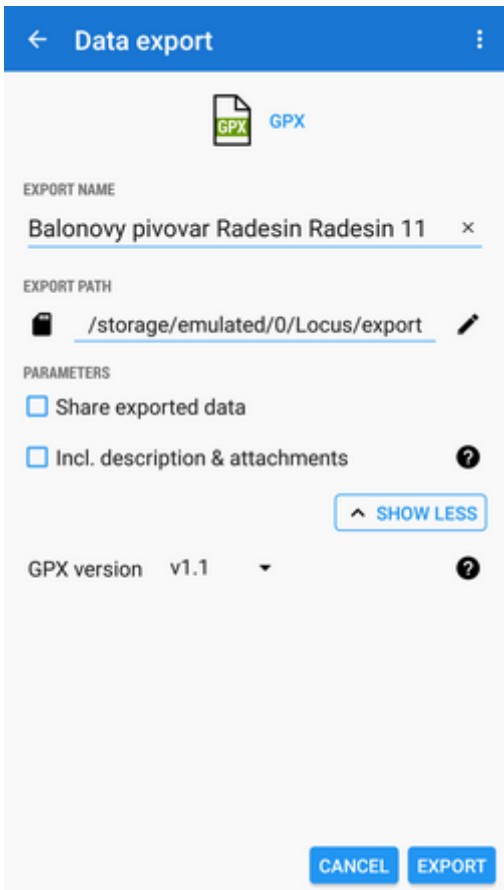 Data export
GPX GPX
EXPORT NAME
Balonovy pivovar Radesin Radesin 11
EXPORT PATH
/storage/emulated/0/Locus/export
PARAMETERS
Share exported data
Incl. description & attachments
SHOW LESS
GPX version v1.1
CANCEL EXPORT